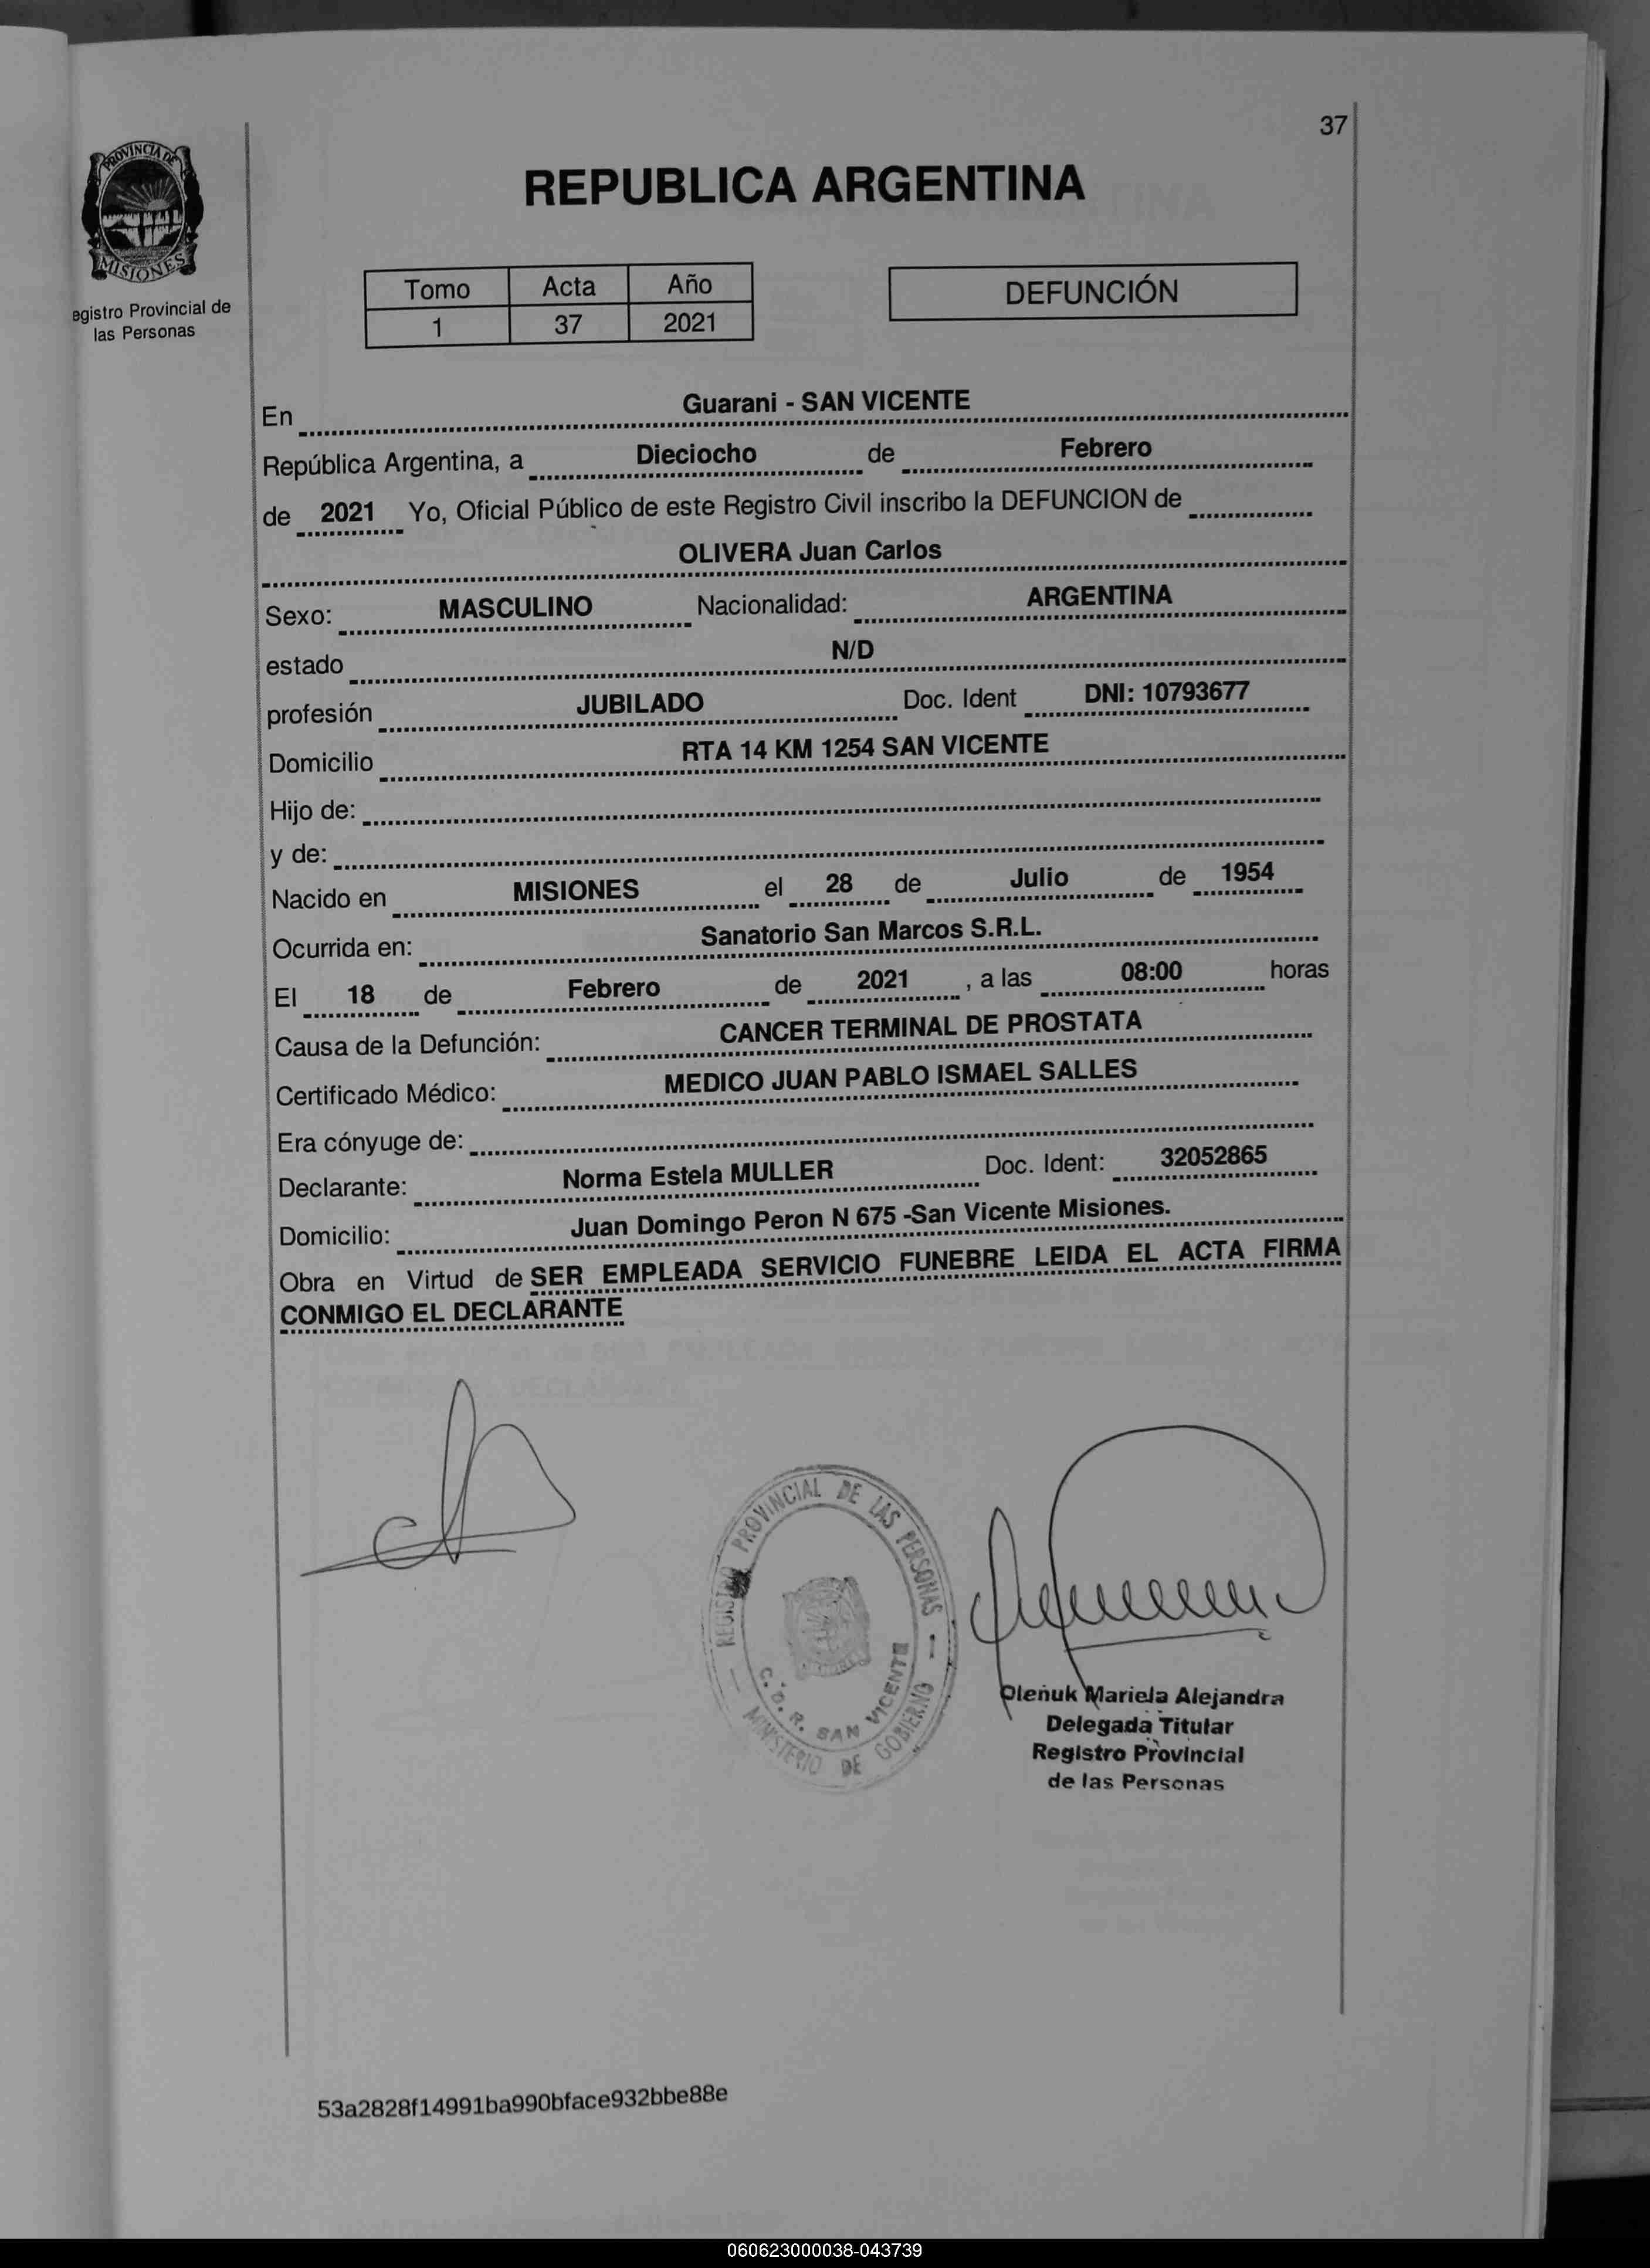 37
PROVINCIA DE
MISIONES
egistro Provincial de
las Personas
REPUBLICA ARGENTINA
Tomo Acta Año
1 37 2021
DEFUNCIÓN
En Guarani - SAN VICENTE
República Argentina, a Dieciocho de Febrero
de 2021 Yo, Oficial Público de este Registro Civil inscribo la DEFUNCION de
OLIVERA Juan Carlos
Sexo: MASCULINO Nacionalidad: ARGENTINA
estado N/D
profesión JUBILADO Doc. Ident DNI: 10793677
Domicilio RTA 14 KM 1254 SAN VICENTE
Hijo de:
y de:
Nacido en MISIONES el 28 de Julio de 1954
Ocurrida en: Sanatorio San Marcos S.R.L.
El 18 de Febrero de 2021 , a las 08:00 horas
Causa de la Defunción: CANCER TERMINAL DE PROSTATA
Certificado Médico: MEDICO JUAN PABLO ISMAEL SALLES
Era cónyuge de:
Declarante: Norma Estela MULLER Doc. Ident: 32052865
Domicilio: Juan Domingo Peron N 675 -San Vicente Misiones.
Obra en Virtud de SER EMPLEADA SERVICIO FUNEBRE LEIDA EL ACTA FIRMA
CONMIGO EL DECLARANTE
REGISTRO PROVINCIAL DE LAS PERSONAS
C. D. R. SAN VICENTE
MINISTERIO DE GOBIERNO
Olenuk Mariela Alejandra
Delegada Titular
Registro Provincial
de las Personas
53a2828f14991ba990bface932bbe88e
060623000038-043739